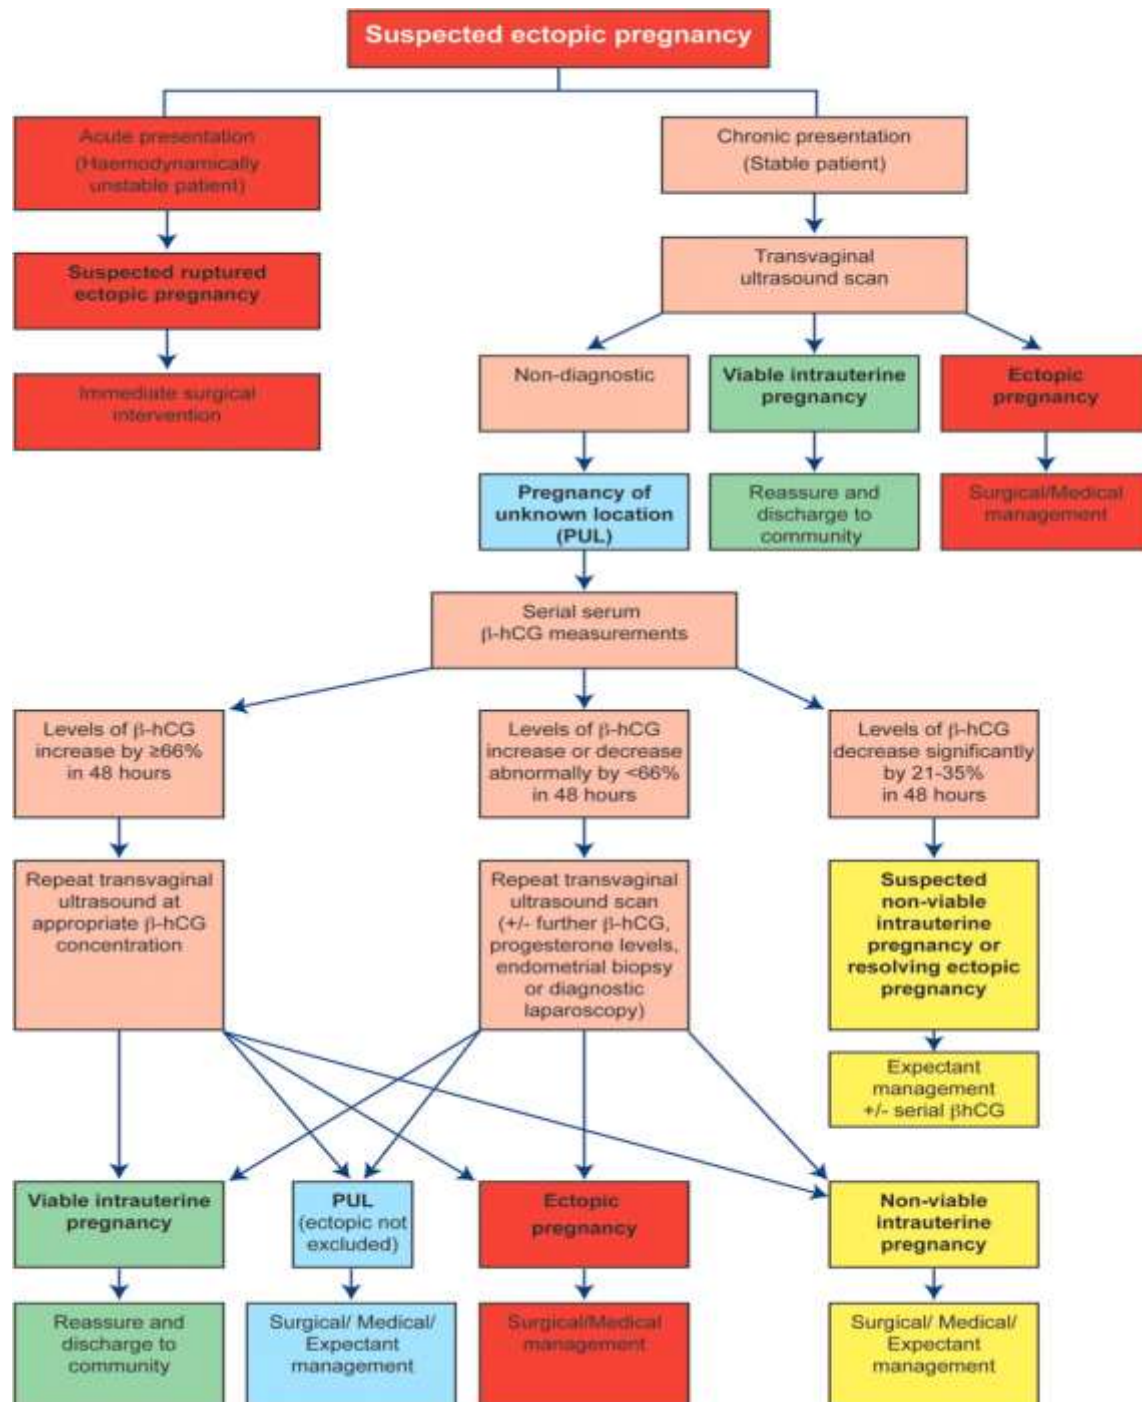 Suspected ectopic pregnancy
Acute presentation
(Haemodynamically
unstable patient)
Chronic presentation
(Stable patient)
Suspected ruptured
ectopic pregnancy
Transvaginal
ultrasound scan
Immediate surgical
intervention
Non-diagnostic
Viable intrauterine
pregnancy
Ectopic
pregnancy
Pregnancy of
unknown location
(PUL)
Reassure and
discharge to
community
Surgical/Medical
management
Serial serum
β-hCG measurements
Levels of β-hCG
increase by ≥66%
in 48 hours
Levels of β-hCG
increase or decrease
abnormally by <66%
in 48 hours
Levels of β-hCG
decrease significantly
by 21-35%
in 48 hours
Repeat transvaginal
ultrasound at
appropriate β-hCG
concentration
Repeat transvaginal
ultrasound scan
(+/- further β-hCG,
progesterone levels,
endometrial biopsy
or diagnostic
laparoscopy)
Suspected
non-viable
intrauterine
pregnancy or
resolving ectopic
pregnancy
Expectant
management
+/- serial βhCG
Viable intrauterine
pregnancy
PUL
(ectopic not
excluded)
Ectopic
pregnancy
Non-viable
intrauterine
pregnancy
Reassure and
discharge to
community
Surgical/ Medical/
Expectant
management
Surgical/Medical
management
Surgical/ Medical/
Expectant
management